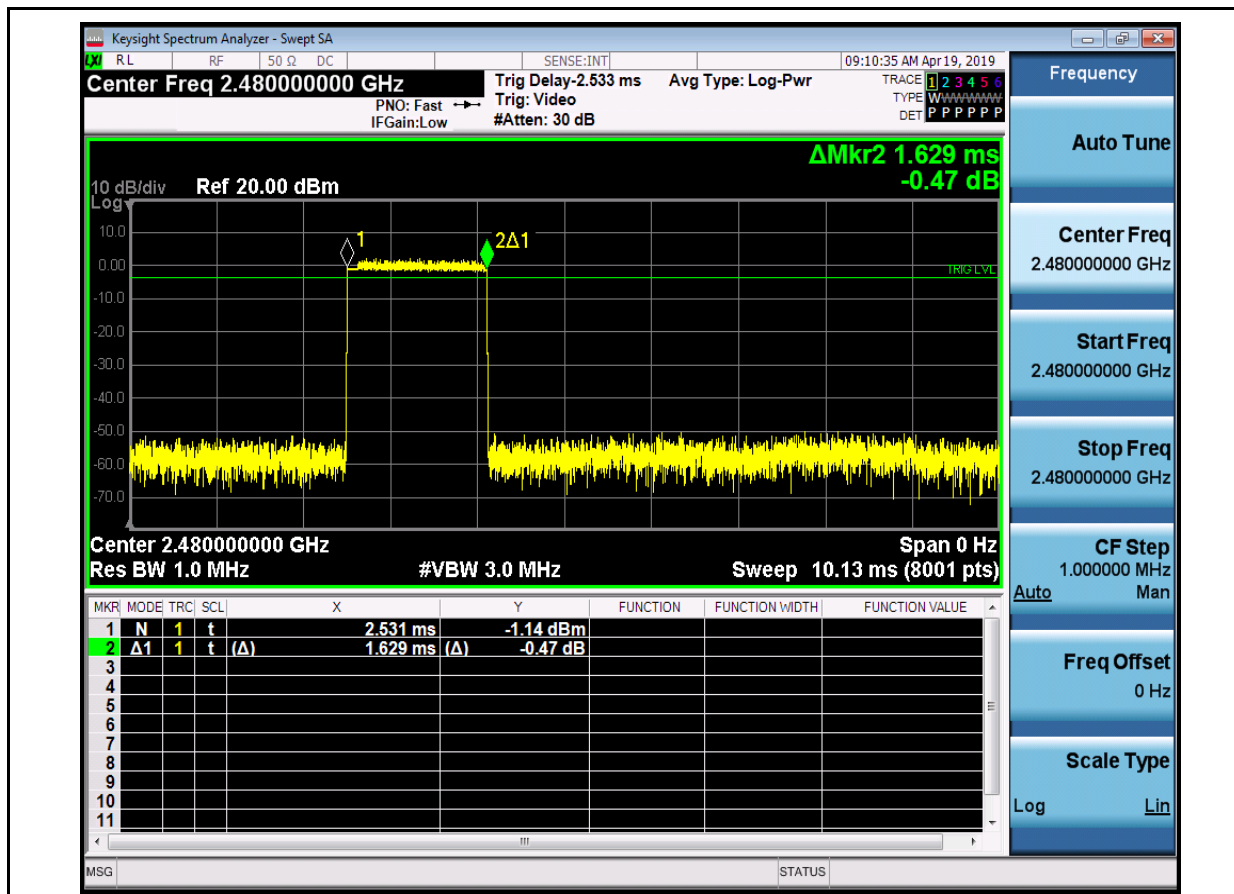 Keysight Spectrum Analyzer - Swept SA
LXI RL RF 50 Ω DC SENSE:INT 09:10:35 AM Apr 19, 2019
Center Freq 2.480000000 GHz
PNO: Fast
IFGain:Low
Trig Delay-2.533 ms
Trig: Video
#Atten: 30 dB
Avg Type: Log-Pwr
TRACE 1 2 3 4 5 6
TYPE WWWWWW
DET P P P P P P
ΔMkr2 1.629 ms
-0.47 dB
10 dB/div Ref 20.00 dBm
Log
10.0
0.00
-10.0
-20.0
-30.0
-40.0
-50.0
-60.0
-70.0
1
2Δ1
TRIG LVL
Center 2.480000000 GHz Span 0 Hz
Res BW 1.0 MHz #VBW 3.0 MHz Sweep 10.13 ms (8001 pts)
MKR MODE TRC SCL X Y FUNCTION FUNCTION WIDTH FUNCTION VALUE
1 N 1 t 2.531 ms -1.14 dBm
2 Δ1 1 t (Δ) 1.629 ms (Δ) -0.47 dB
3
4
5
6
7
8
9
10
11
MSG STATUS
Frequency
Auto Tune
Center Freq
2.480000000 GHz
Start Freq
2.480000000 GHz
Stop Freq
2.480000000 GHz
CF Step
1.000000 MHz
Auto Man
Freq Offset
0 Hz
Scale Type
Log Lin